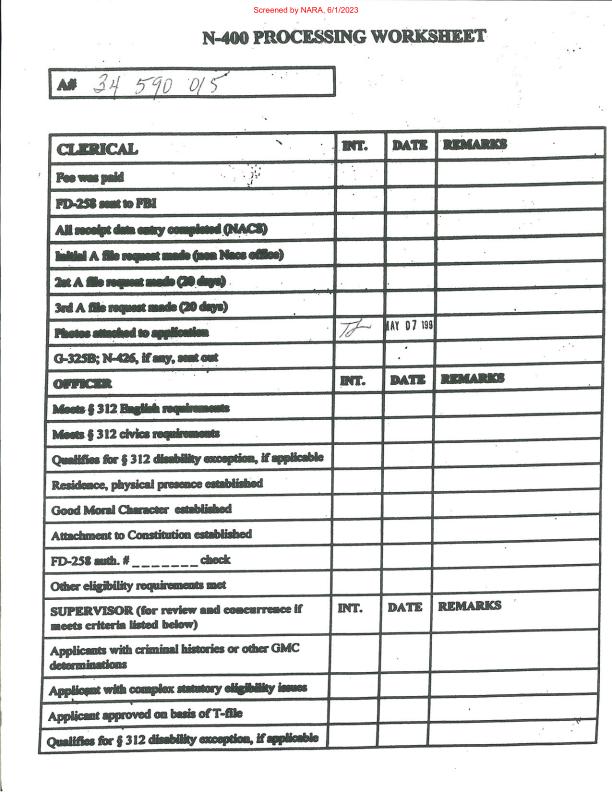 Screened by NARA, 6/1/2023
N-400 PROCESSING WORKSHEET
A# 34 590 015
CLERICAL INT. DATE REMARKS
Fee was paid
FD-258 sent to FBI
All receipt data entry completed (NACS)
Initial A file request made (non Nacs office)
2st A file request made (20 days)
3rd A file request made (20 days)
Photos attached to application MAY 07 199
G-325B; N-426, if any, sent out
OFFICER INT. DATE REMARKS
Meets § 312 English requirements
Meets § 312 civics requirements
Qualifies for § 312 disability exception, if applicable
Residence, physical presence established
Good Moral Character established
Attachment to Constitution established
FD-258 auth. # _ _ _ _ _ _ _ check
Other eligibility requirements met
SUPERVISOR (for review and concurrence if INT. DATE REMARKS
meets criteria listed below)
Applicants with criminal histories or other GMC
determinations
Applicant with complex statutory eligibility issues
Applicant approved on basis of T-file
Qualifies for § 312 disability exception, if applicable